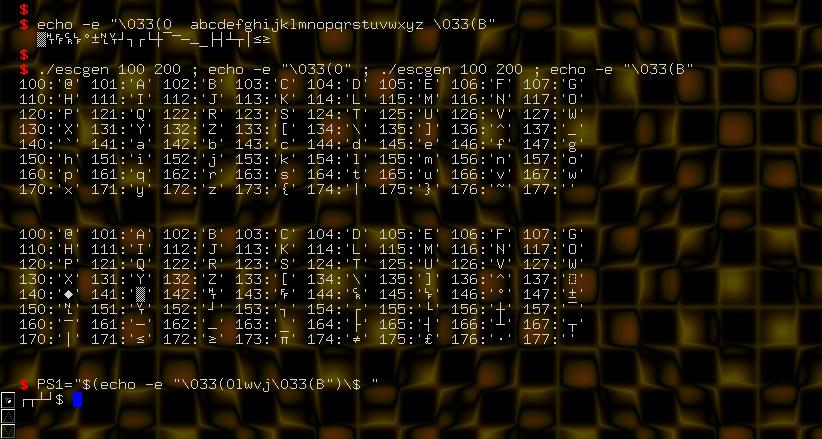 $
$ echo -e "\033(0  abcdefghijklmnopqrstuvwxyz \033(B"
▒␉␌␍␊°±␤␋┘┐┌└┼⎺⎻─⎼⎽├┤┴┬│≤≥
$
$ ./escgen 100 200 ; echo -e "\033(0" ; ./escgen 100 200 ; echo -e "\033(B"
100:'@' 101:'A' 102:'B' 103:'C' 104:'D' 105:'E' 106:'F' 107:'G'
110:'H' 111:'I' 112:'J' 113:'K' 114:'L' 115:'M' 116:'N' 117:'O'
120:'P' 121:'Q' 122:'R' 123:'S' 124:'T' 125:'U' 126:'V' 127:'W'
130:'X' 131:'Y' 132:'Z' 133:'[' 134:'\' 135:']' 136:'^' 137:'_'
140:'`' 141:'a' 142:'b' 143:'c' 144:'d' 145:'e' 146:'f' 147:'g'
150:'h' 151:'i' 152:'j' 153:'k' 154:'l' 155:'m' 156:'n' 157:'o'
160:'p' 161:'q' 162:'r' 163:'s' 164:'t' 165:'u' 166:'v' 167:'w'
170:'x' 171:'y' 172:'z' 173:'{' 174:'|' 175:'}' 176:'~' 177:''
100:'@' 101:'A' 102:'B' 103:'C' 104:'D' 105:'E' 106:'F' 107:'G'
110:'H' 111:'I' 112:'J' 113:'K' 114:'L' 115:'M' 116:'N' 117:'O'
120:'P' 121:'Q' 122:'R' 123:'S' 124:'T' 125:'U' 126:'V' 127:'W'
130:'X' 131:'Y' 132:'Z' 133:'[' 134:'\' 135:']' 136:'^' 137:' '
140:'◆' 141:'▒' 142:'␉' 143:'␌' 144:'␍' 145:'␊' 146:'°' 147:'±'
150:'␤' 151:'␋' 152:'┘' 153:'┐' 154:'┌' 155:'└' 156:'┼' 157:'⎺'
160:'⎻' 161:'─' 162:'⎼' 163:'⎽' 164:'├' 165:'┤' 166:'┴' 167:'┬'
170:'│' 171:'≤' 172:'≥' 173:'π' 174:'≠' 175:'£' 176:'·' 177:''
$ PS1="$(echo -e "\033(0lwvj\033(B")\$ "
┌┬┴┘$